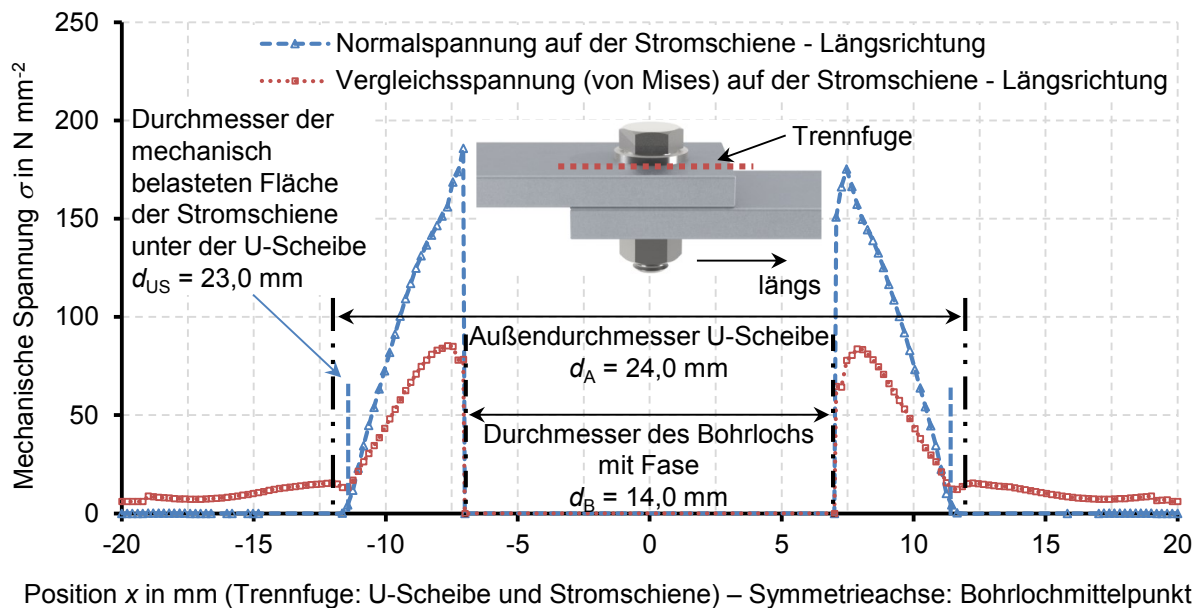 Mechanische Spannung σ in N mm⁻²
250
200
150
100
50
0
Normalspannung auf der Stromschiene - Längsrichtung
Vergleichsspannung (von Mises) auf der Stromschiene - Längsrichtung
Durchmesser der
mechanisch
belasteten Fläche
der Stromschiene
unter der U-Scheibe
d_US = 23,0 mm
Trennfuge
längs
Außendurchmesser U-Scheibe
d_A = 24,0 mm
Durchmesser des Bohrlochs
mit Fase
d_B = 14,0 mm
-20 -15 -10 -5 0 5 10 15 20
Position x in mm (Trennfuge: U-Scheibe und Stromschiene) – Symmetrieachse: Bohrlochmittelpunkt